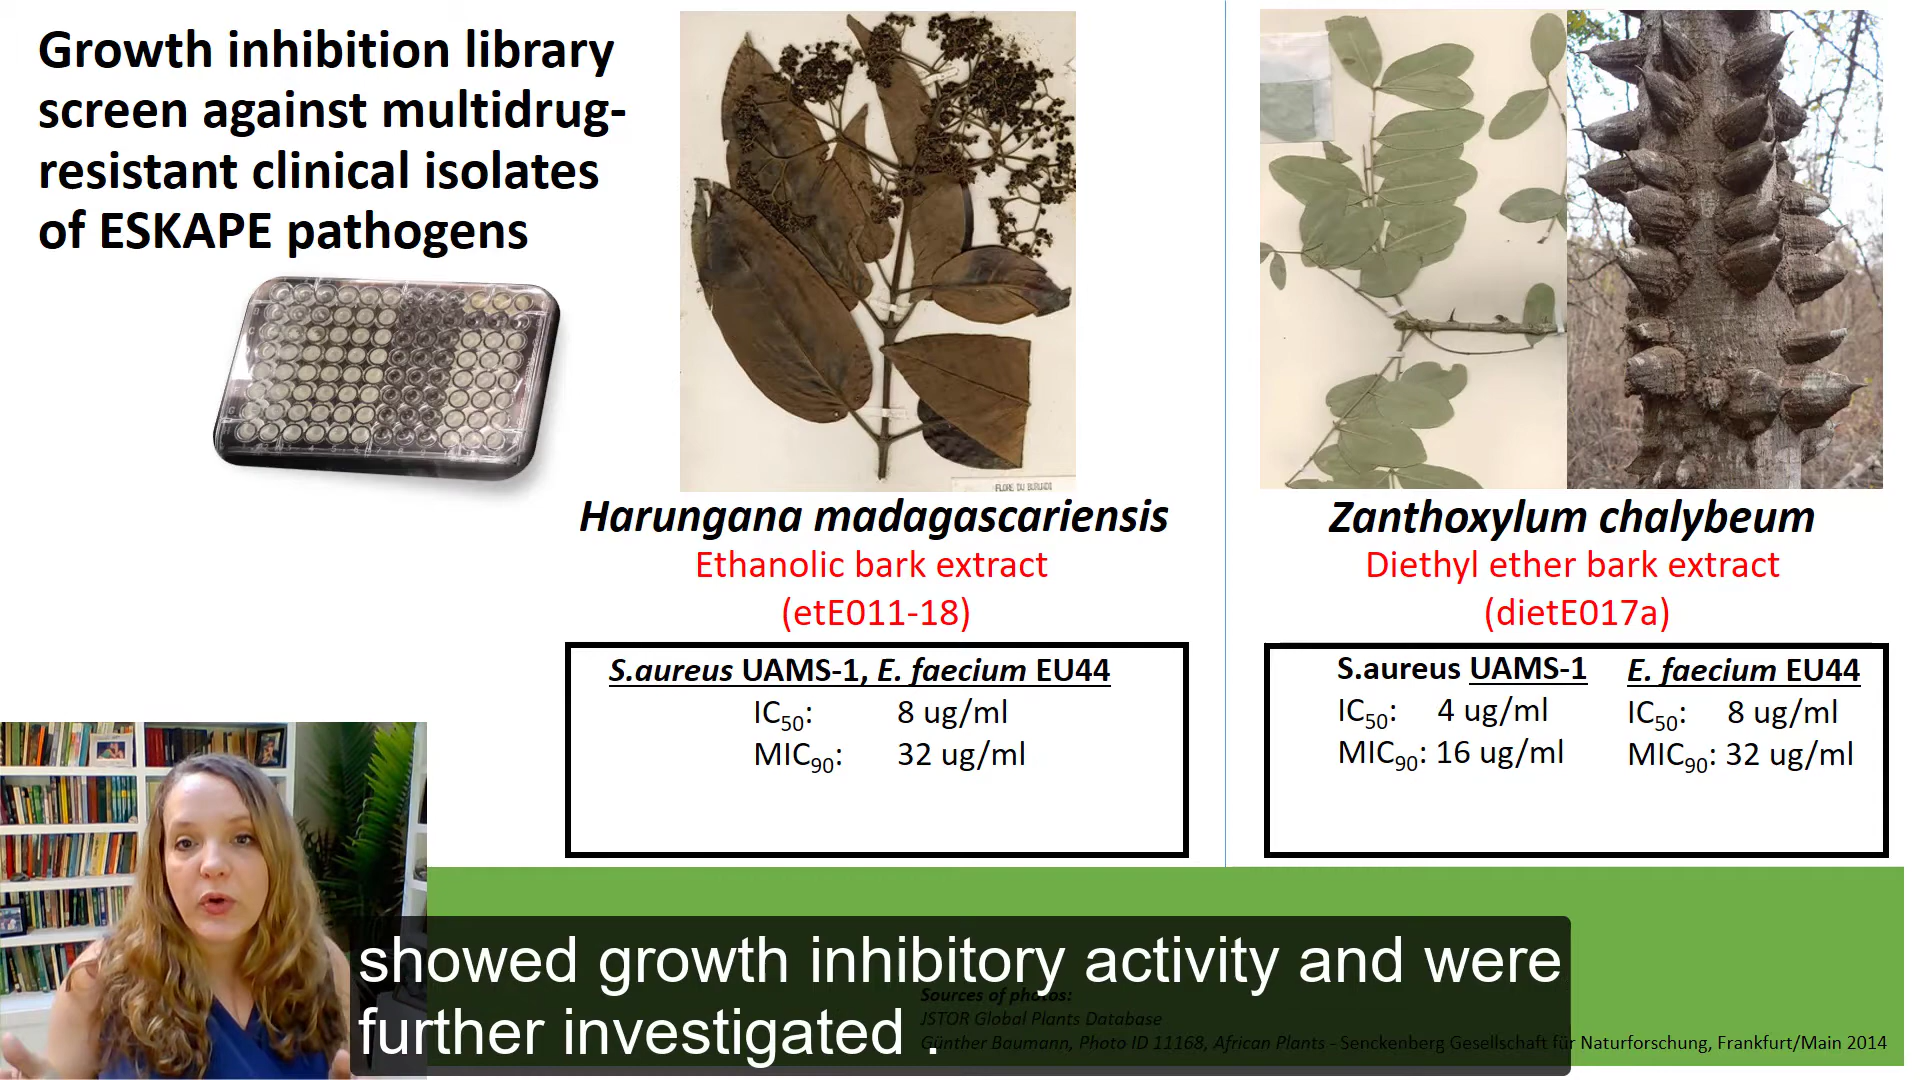 Growth inhibition library
screen against multidrug-
resistant clinical isolates
of ESKAPE pathogens
FLORE DU BURUNDI
Harungana madagascariensis
Ethanolic bark extract
(etE011-18)
S.aureus UAMS-1, E. faecium EU44
IC50: 8 ug/ml
MIC90: 32 ug/ml
Zanthoxylum chalybeum
Diethyl ether bark extract
(dietE017a)
S.aureus UAMS-1
IC50: 4 ug/ml
MIC90: 16 ug/ml
E. faecium EU44
IC50: 8 ug/ml
MIC90: 32 ug/ml
showed growth inhibitory activity and were
further investigated .
Sources of photos:
JSTOR Global Plants Database
Günther Baumann, Photo ID 11168, African Plants - Senckenberg Gesellschaft für Naturforschung, Frankfurt/Main 2014